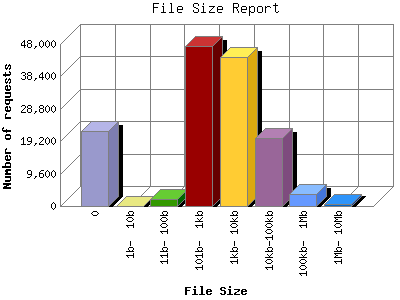 File Size Report
Number of requests
48,000
38,400
28,800
19,200
9,600
0
0
1b- 10b
11b- 100b
101b- 1kb
1kb- 10kb
10kb-100kb
100kb- 1Mb
1Mb- 10Mb
File Size